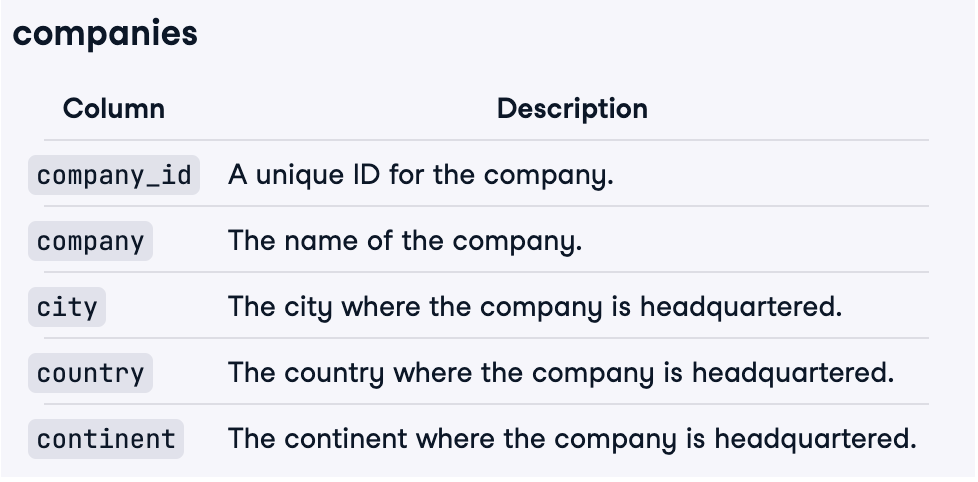 companies
Column Description
company_id A unique ID for the company.
company The name of the company.
city The city where the company is headquartered.
country The country where the company is headquartered.
continent The continent where the company is headquartered.